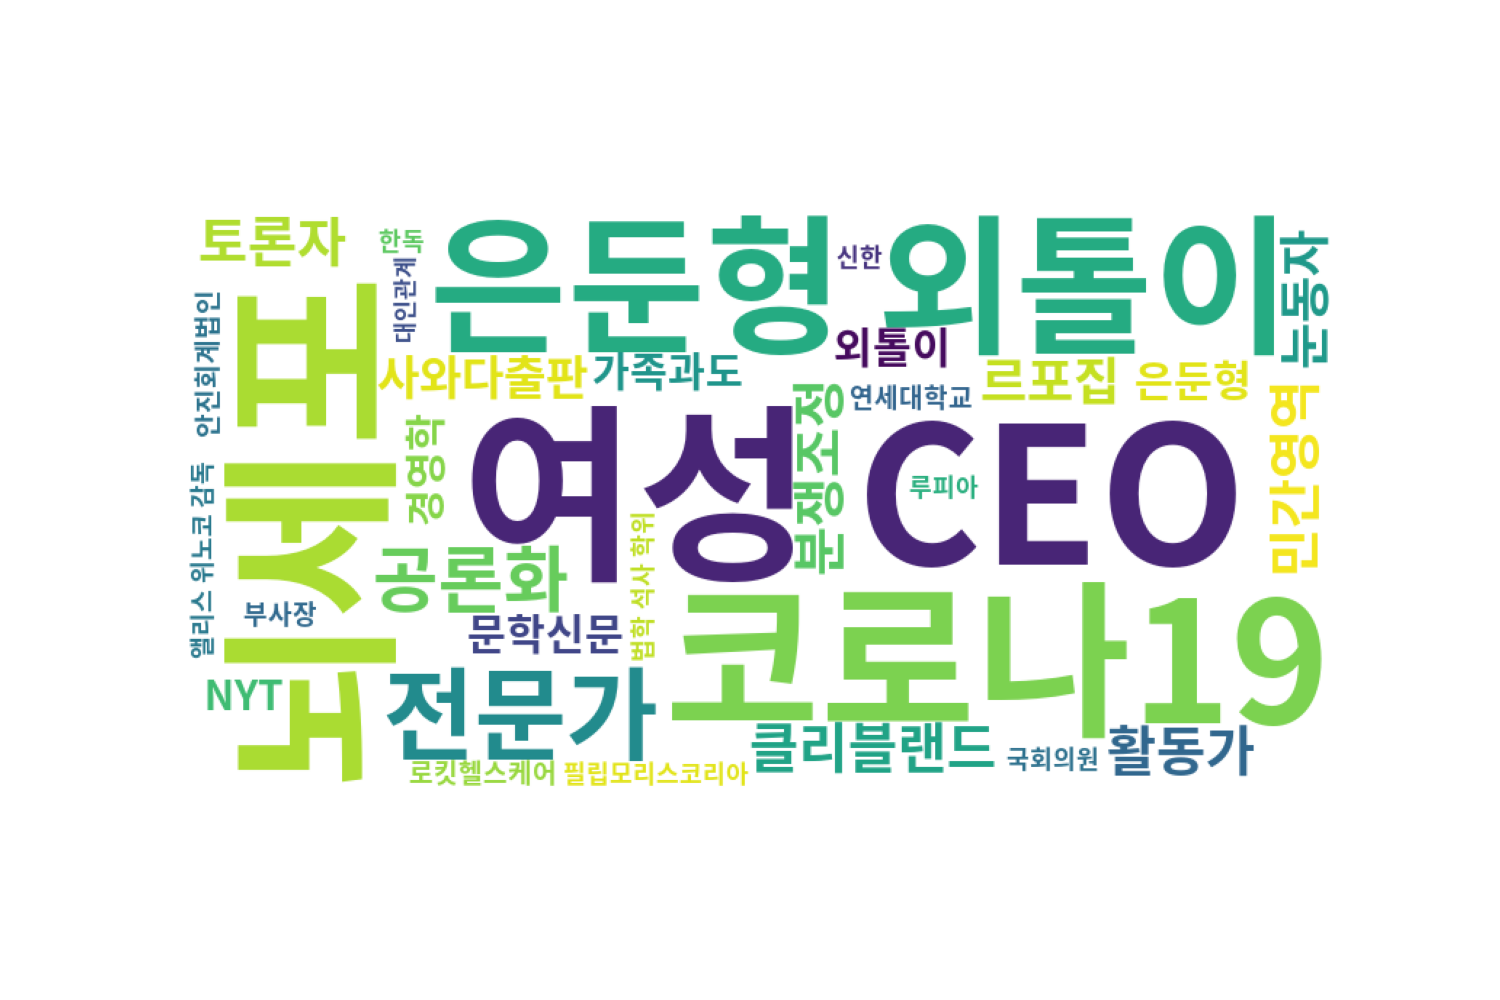 토론자
한독
은둔형 외톨이
신한
대인관계
눈동자
안진회계법인
뇌세포
외톨이
사와다출판
가족과도
르포집
은둔형
연세대학교
분쟁조정
민간영역
경영학
여성 CEO
루피아
앨리스 위노코 감독
공론화
법학 석사 학위
부사장
문학신문
코로나19
NYT
전문가
클리블랜드
국회의원
활동가
로킷헬스케어
필립모리스코리아